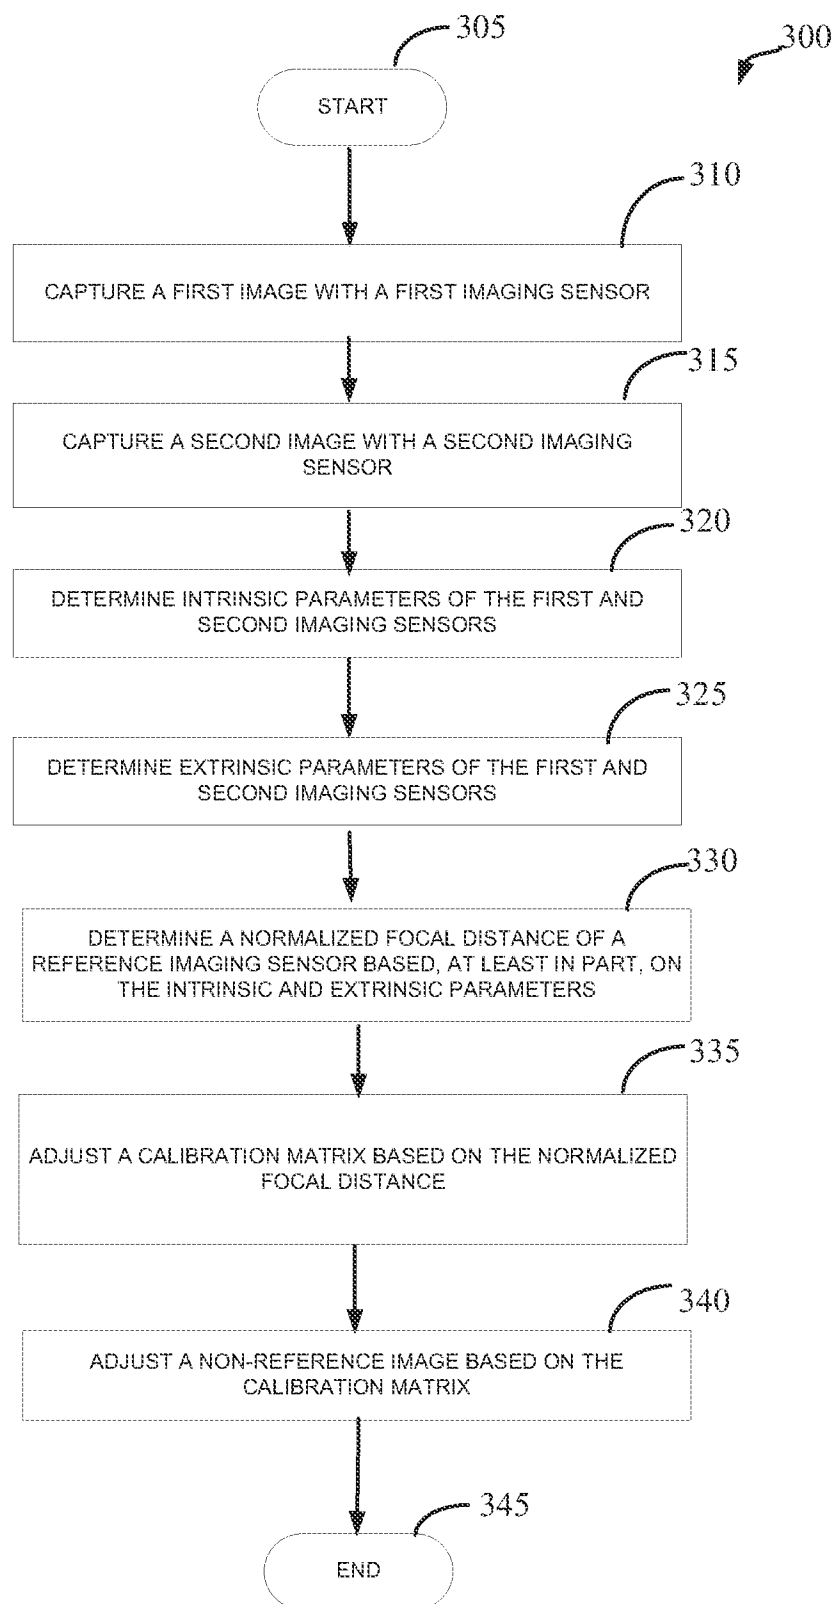 305
300
START
310
CAPTURE A FIRST IMAGE WITH A FIRST IMAGING SENSOR
315
CAPTURE A SECOND IMAGE WITH A SECOND IMAGING
SENSOR
320
DETERMINE INTRINSIC PARAMETERS OF THE FIRST AND
SECOND IMAGING SENSORS
325
DETERMINE EXTRINSIC PARAMETERS OF THE FIRST AND
SECOND IMAGING SENSORS
330
DETERMINE A NORMALIZED FOCAL DISTANCE OF A
REFERENCE IMAGING SENSOR BASED, AT LEAST IN PART, ON
THE INTRINSIC AND EXTRINSIC PARAMETERS
335
ADJUST A CALIBRATION MATRIX BASED ON THE NORMALIZED
FOCAL DISTANCE
340
ADJUST A NON-REFERENCE IMAGE BASED ON THE
CALIBRATION MATRIX
345
END